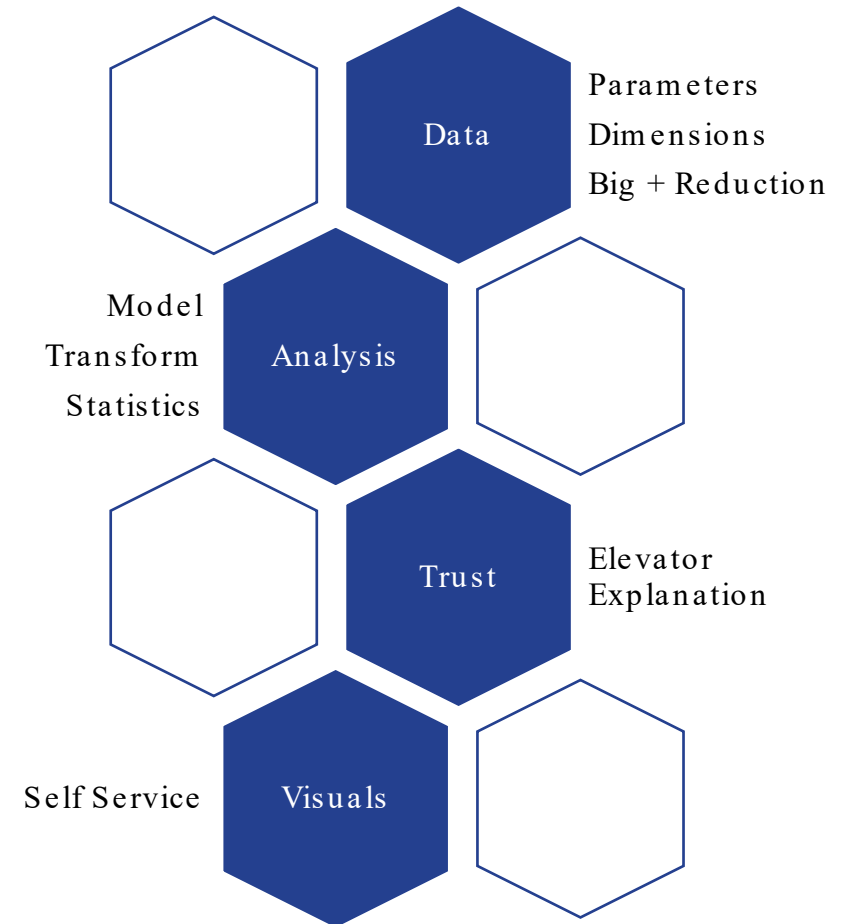 Data
Parameters
Dimensions
Big + Reduction
Model
Transform
Statistics
Analysis
Trust
Elevator
Explanation
Self Service
Visuals